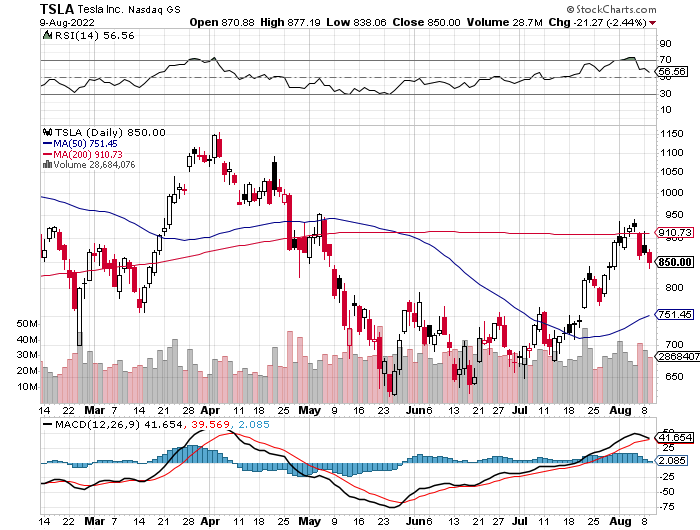 TSLA Tesla Inc. Nasdaq GS © StockCharts.com
9-Aug-2022 Open 870.88 High 877.19 Low 838.06 Close 850.00 Volume 28.7M Chg -21.27 (-2.44%)
RSI(14) 56.56
90
70
56.56
50
30
10
TSLA (Daily) 850.00
MA(50) 751.45
MA(200) 910.73
Volume 28,684,076
1150
1100
1050
1000
950
910.73
850.00
800
751.45
700
2868407
650
50M
40M
30M
20M
10M
14 22 Mar 7 14 21 28 Apr 11 18 25 May 9 16 23 Jun 6 13 21 27 Jul 11 18 25 Aug 8
MACD(12,26,9) 41.654, 39.569, 2.085
50
41.654
25
2.085
-25
-50
-75
14 22 Mar 7 14 21 28 Apr 11 18 25 May 9 16 23 Jun 6 13 21 27 Jul 11 18 25 Aug 8